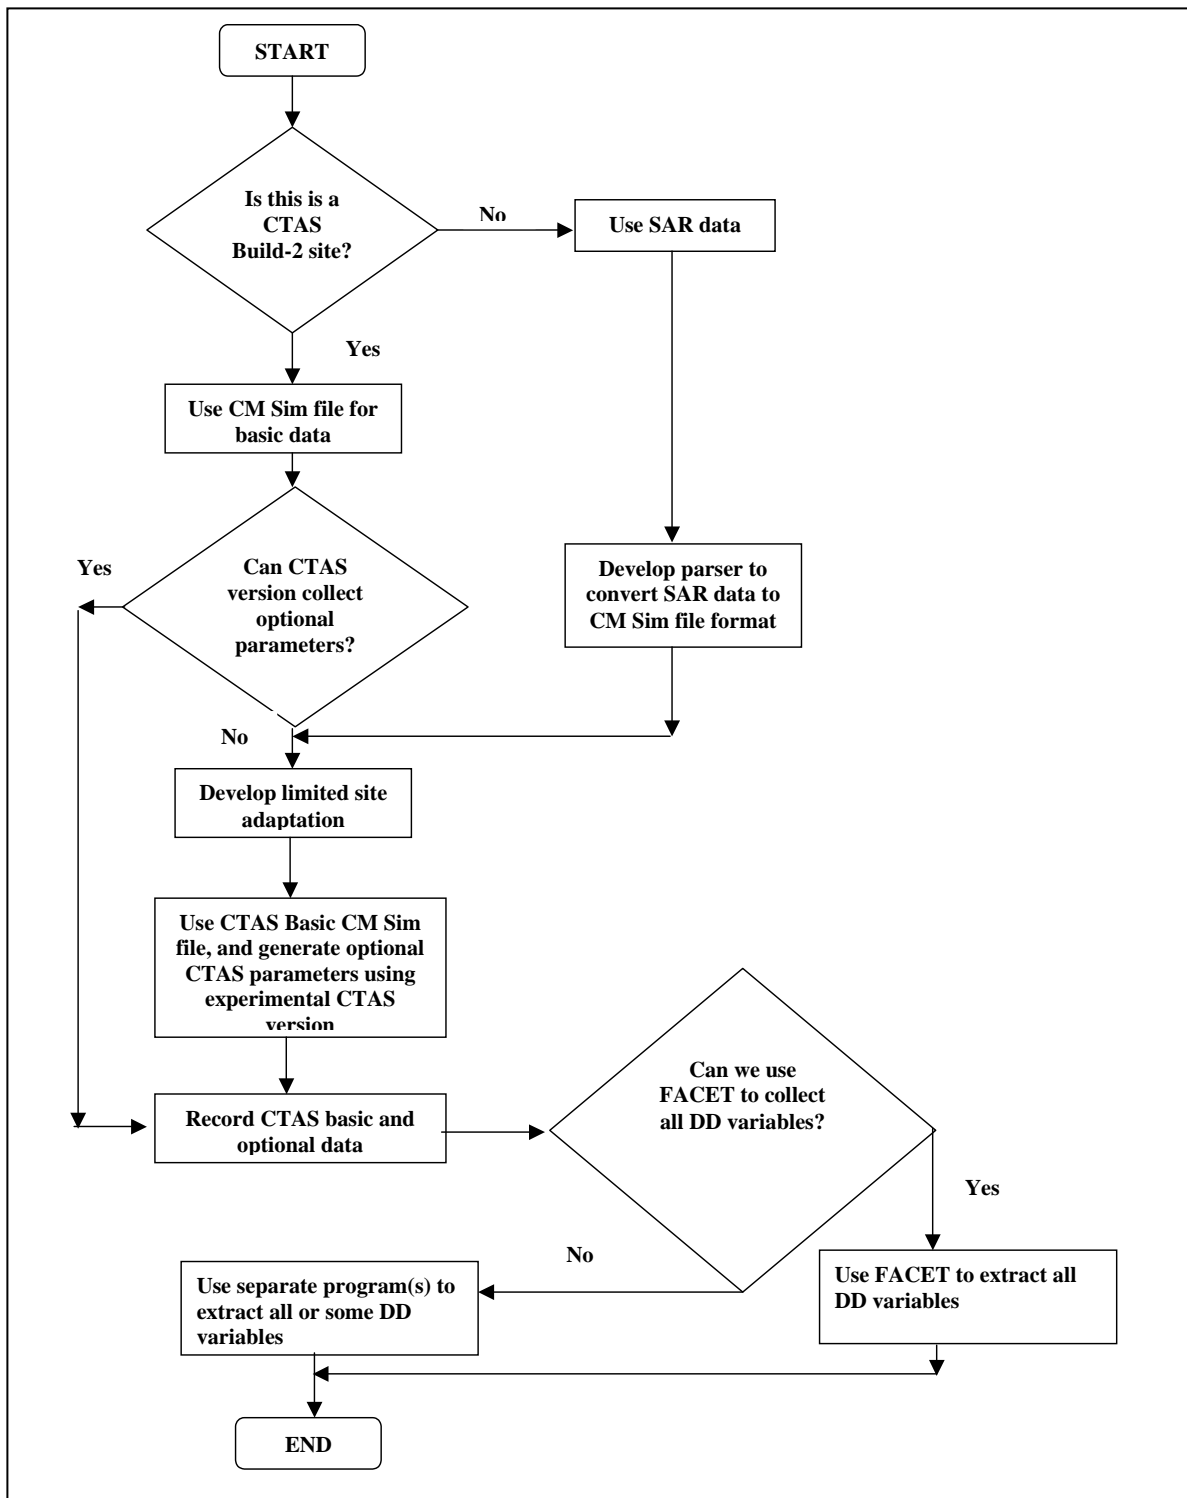 START
Is this is a
CTAS
Build-2 site?
No
Use SAR data
Yes
Use CM Sim file for
basic data
Yes
Can CTAS
version collect
optional
parameters?
Develop parser to
convert SAR data to
CM Sim file format
No
Develop limited site
adaptation
Use CTAS Basic CM Sim
file, and generate optional
CTAS parameters using
experimental CTAS
version
Can we use
FACET to collect
all DD variables?
Record CTAS basic and
optional data
Yes
No
Use separate program(s) to
extract all or some DD
variables
Use FACET to extract all
DD variables
END